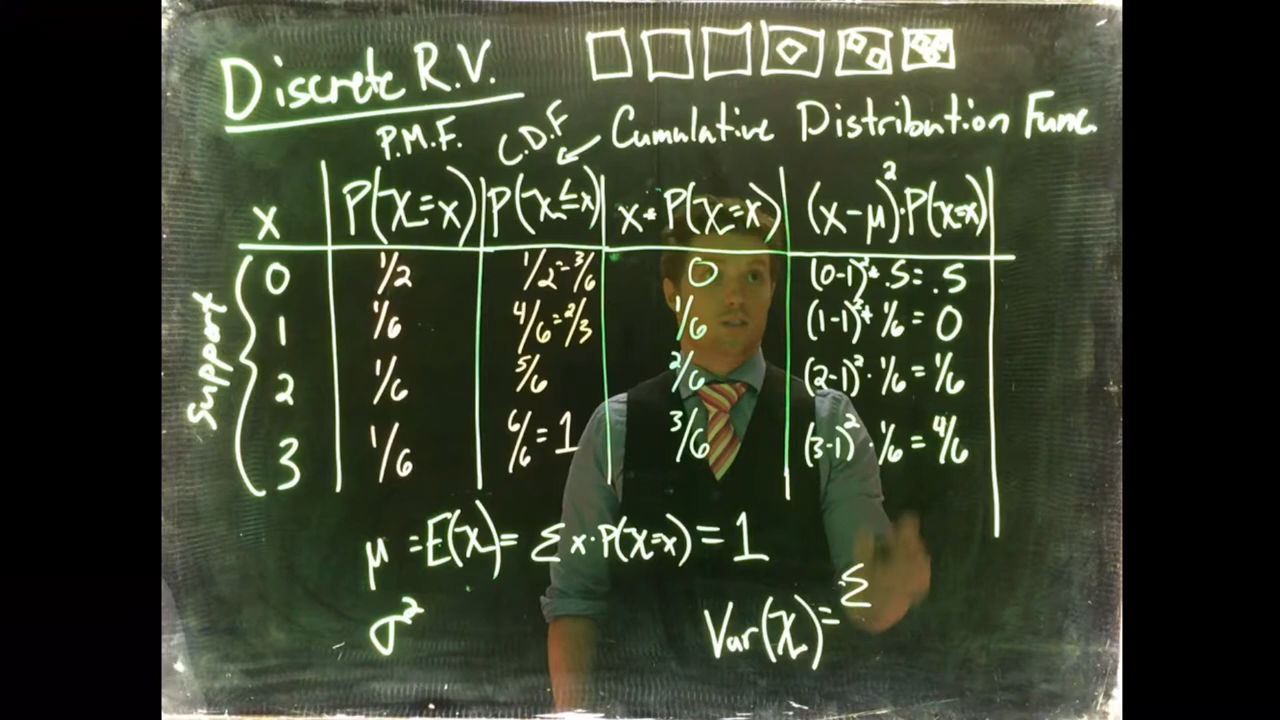 Discrete R.V.
P.M.F. C.D.F ← Cumulative Distribution Func.
x P(X=x) P(X≤x) x * P(X=x) (x-μ)²·P(X=x)
support
0 1/2 1/2=3/6 0 (0-1)²* .5 = .5
1 1/6 4/6=2/3 1/6 (1-1)²* 1/6 = 0
2 1/6 5/6 2/6 (2-1)² · 1/6 = 1/6
3 1/6 6/6 = 1 3/6 (3-1)² · 1/6 = 4/6
μ = E(X) = Σ x·P(X=x) = 1
σ² Var(X) = Σ